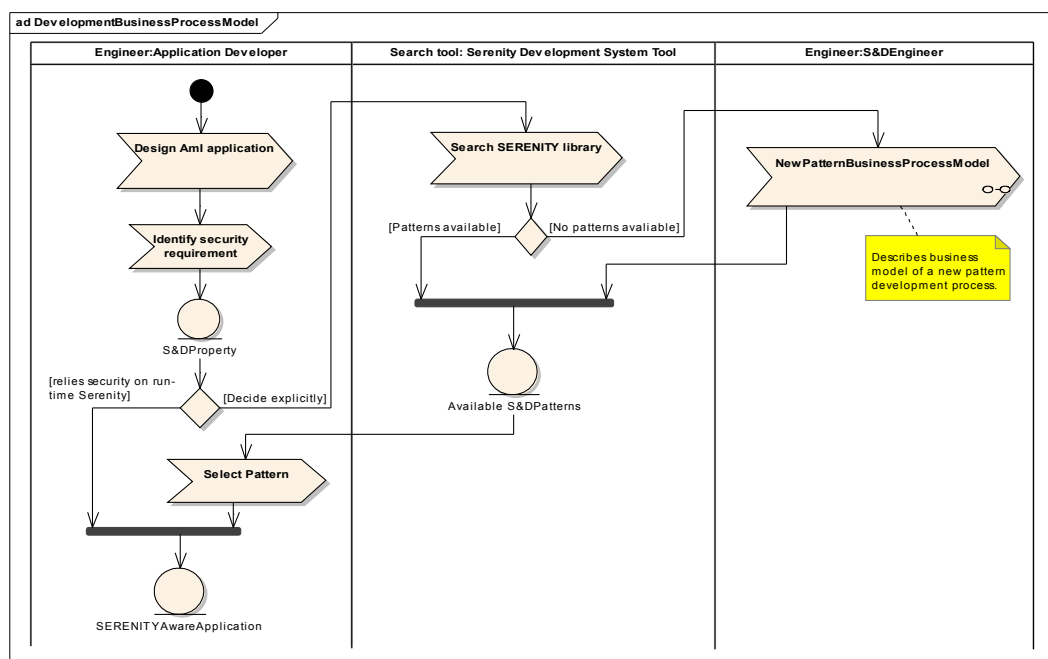 ad DevelopmentBusinessProcessModel
Engineer:Application Developer
Search tool: Serenity Development System Tool
Engineer:S&DEngineer
Design AmI application
Search SERENITY library
NewPatternBusinessProcessModel
[Patterns available]
[No patterns avaliable]
Identify security
requirement
Describes business
model of a new pattern
development process.
S&DProperty
[relies security on run-
time Serenity]
[Decide explicitly]
Available S&DPatterns
Select Pattern
SERENITYAwareApplication